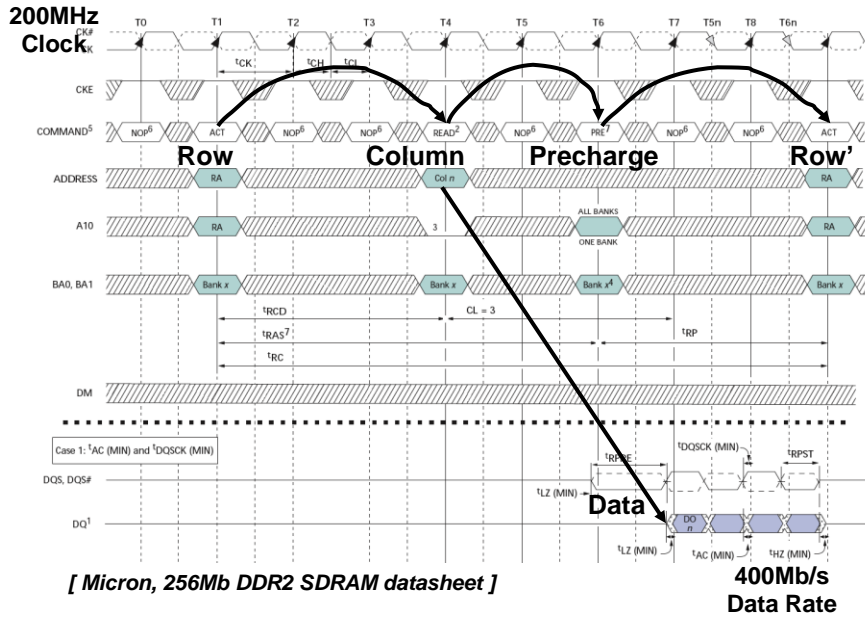 200MHz
Clock
T0 T1 T2 T3 T4 T5 T6 T7 T5n T8 T6n
CK#
CK
tCK tCH tCL
CKE
COMMAND5 NOP6 ACT NOP6 NOP6 READ2 NOP6 PRE7 NOP6 NOP6 ACT
Row Column Precharge Row’
ADDRESS RA Col n RA
ALL BANKS
A10 RA 3 RA
ONE BANK
BA0, BA1 Bank x Bank x Bank x4 Bank x
tRCD CL = 3
tRAS7 tRP
tRC
DM
Case 1: tAC (MIN) and tDQSCK (MIN)
tDQSCK (MIN)
tRPRE tRPST
DQS, DQS#
tLZ (MIN)
Data
DQ1 DO
n
tLZ (MIN) tAC (MIN) tHZ (MIN)
[ Micron, 256Mb DDR2 SDRAM datasheet ]
400Mb/s
Data Rate